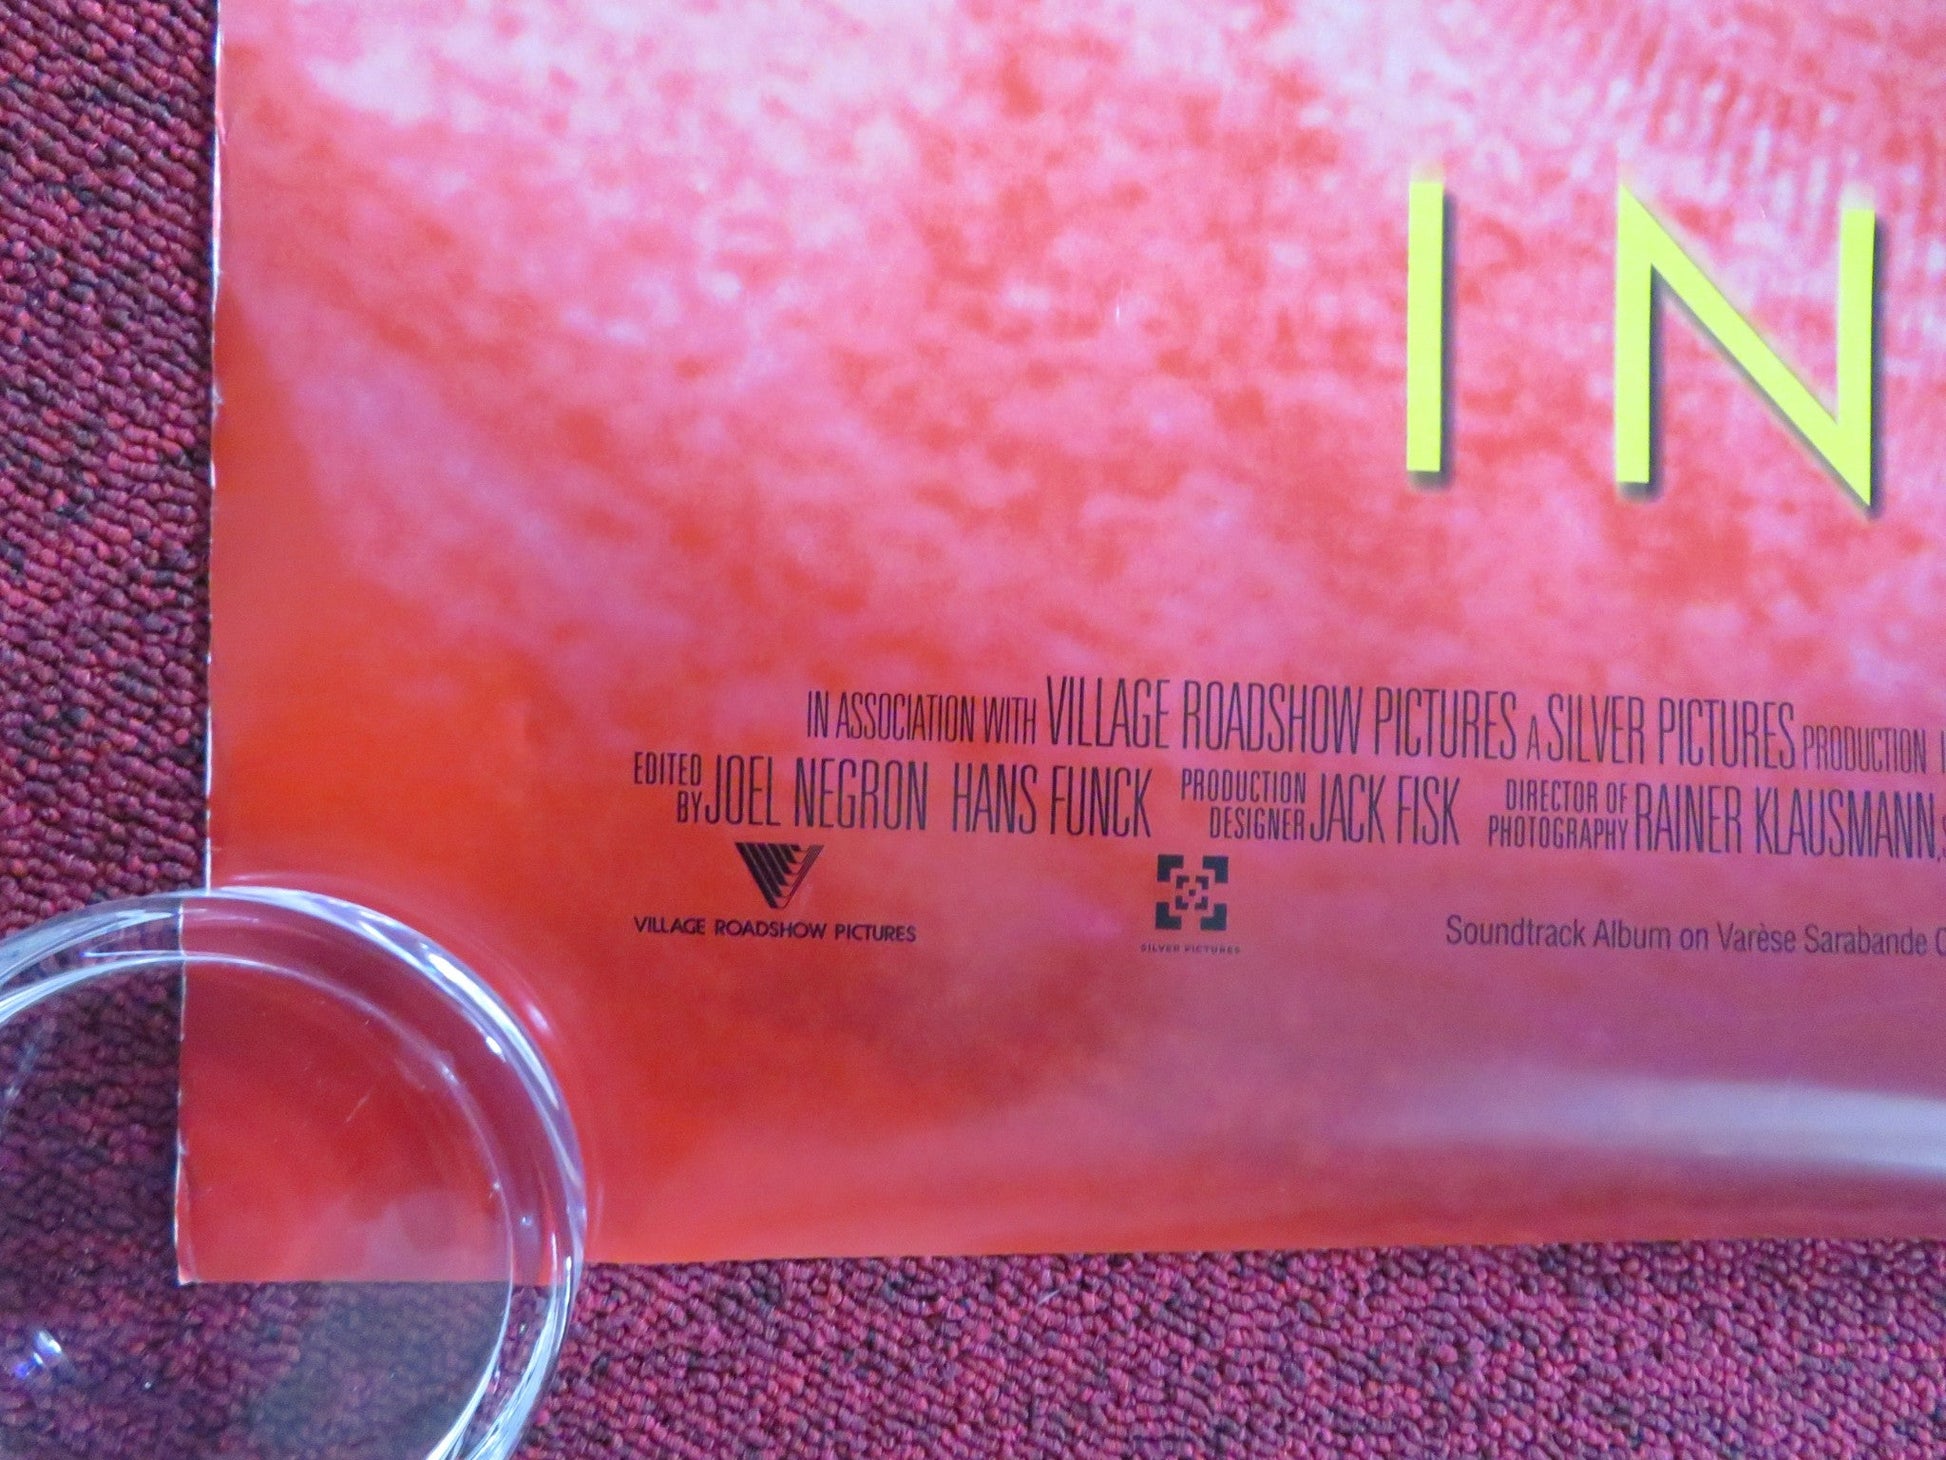 IN
IN ASSOCIATION WITH VILLAGE ROADSHOW PICTURES A SILVER PICTURES PRODUCTION
EDITED BY JOEL NEGRON HANS FUNCK PRODUCTION DESIGNER JACK FISK DIRECTOR OF PHOTOGRAPHY RAINER KLAUSMANN,
VILLAGE ROADSHOW PICTURES
SILVER PICTURES
Soundtrack Album on Varèse Sarabande